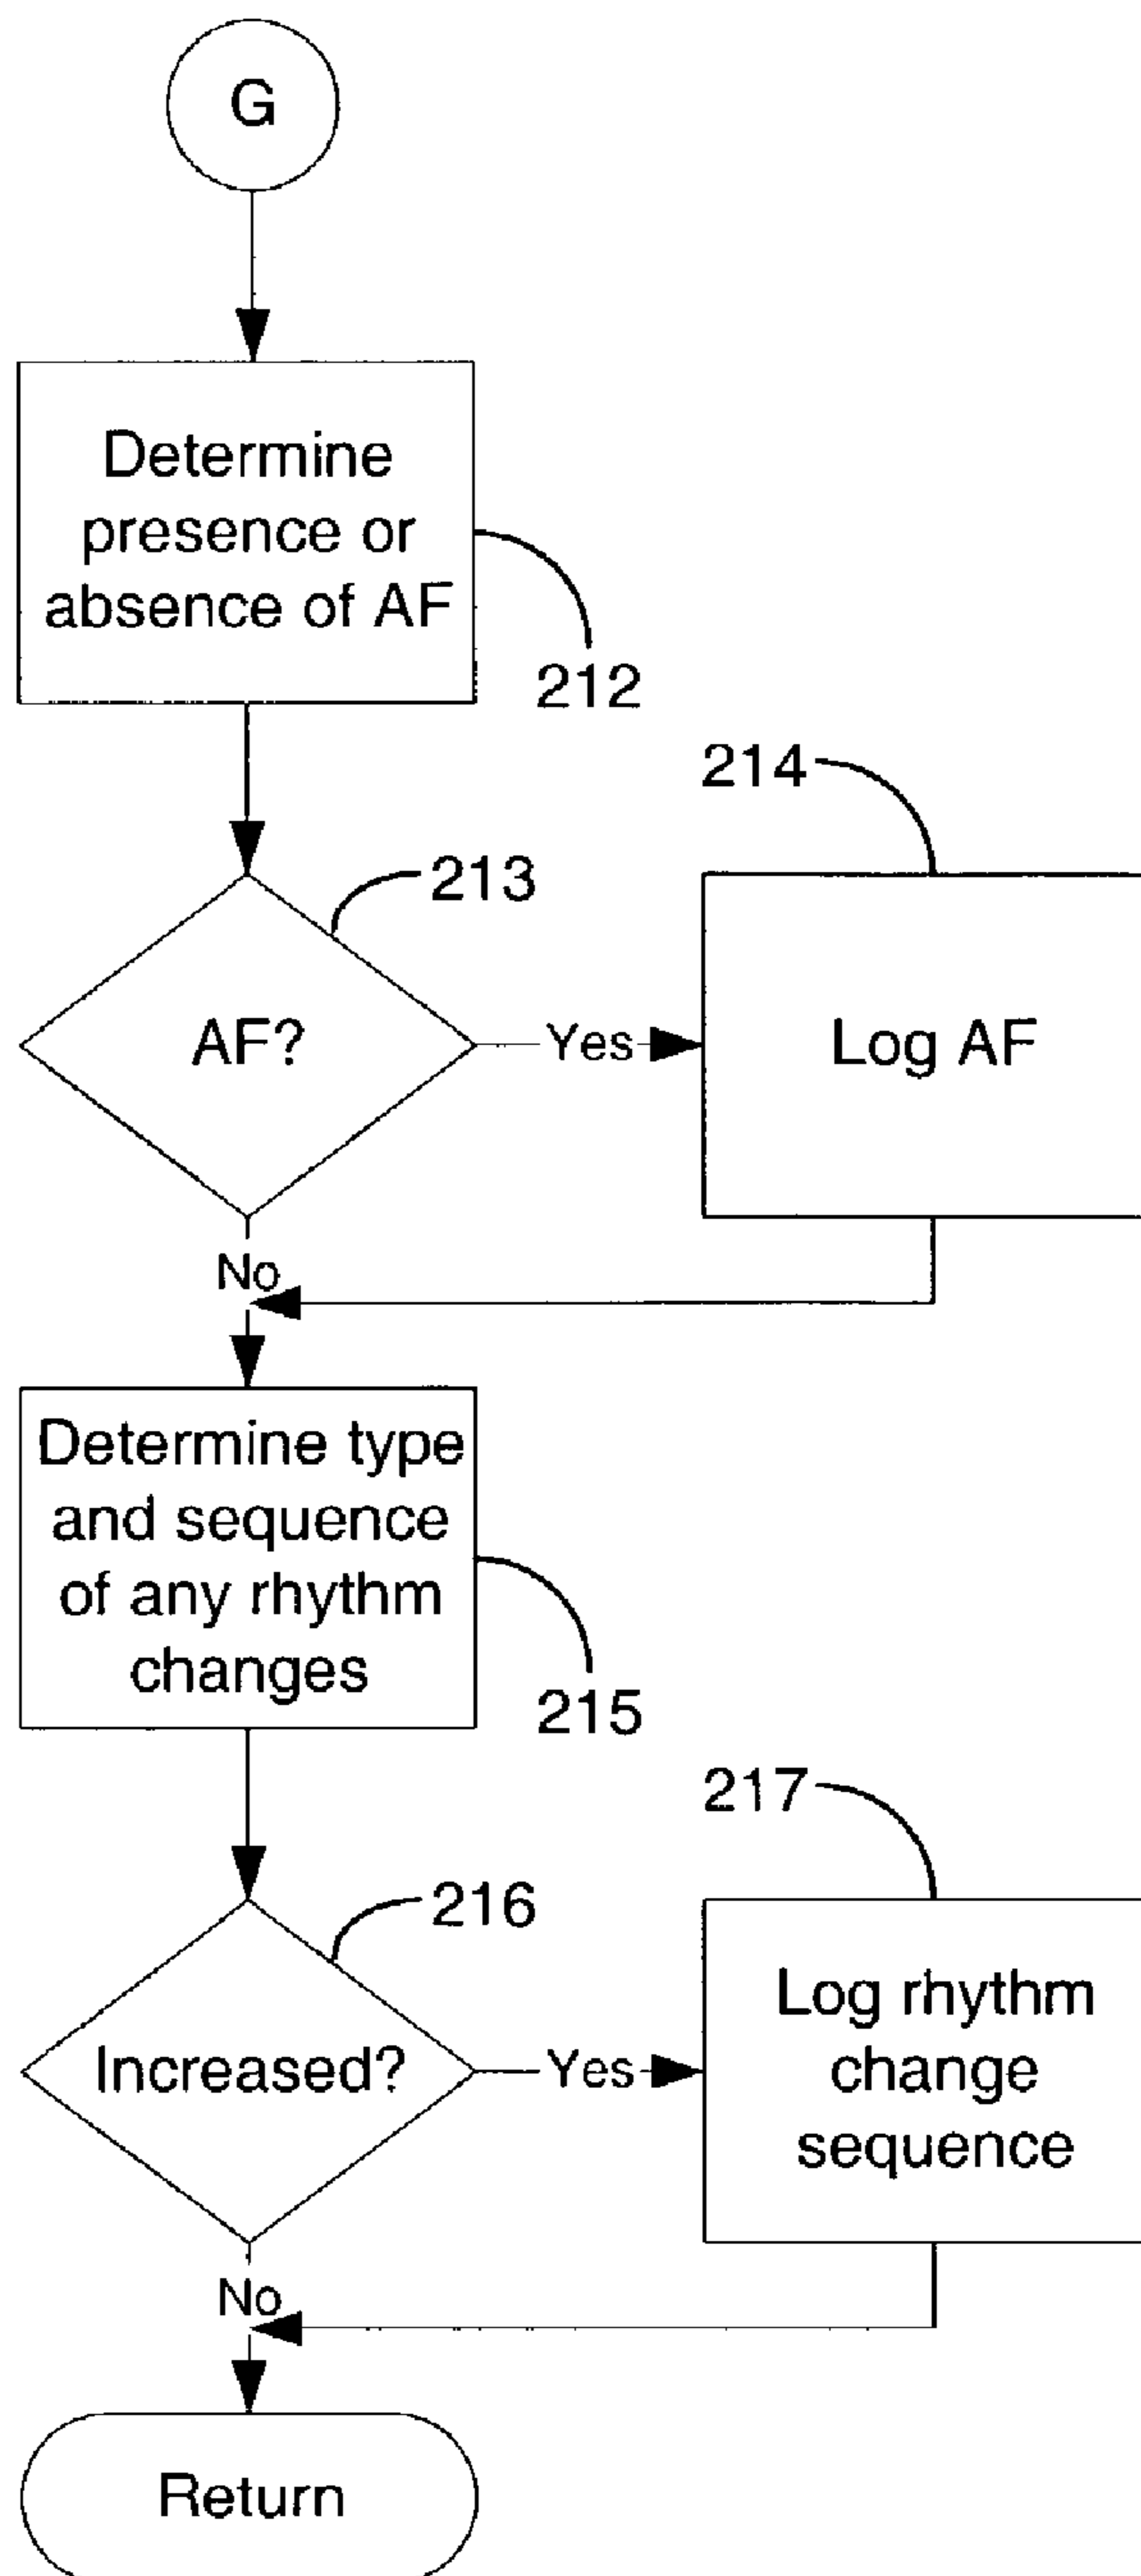 G
Determine
presence or
absence of AF
212
214
213
AF?
Yes
Log AF
No
Determine type
and sequence
of any rhythm
changes
215
217
216
Increased?
Yes
Log rhythm
change
sequence
No
Return